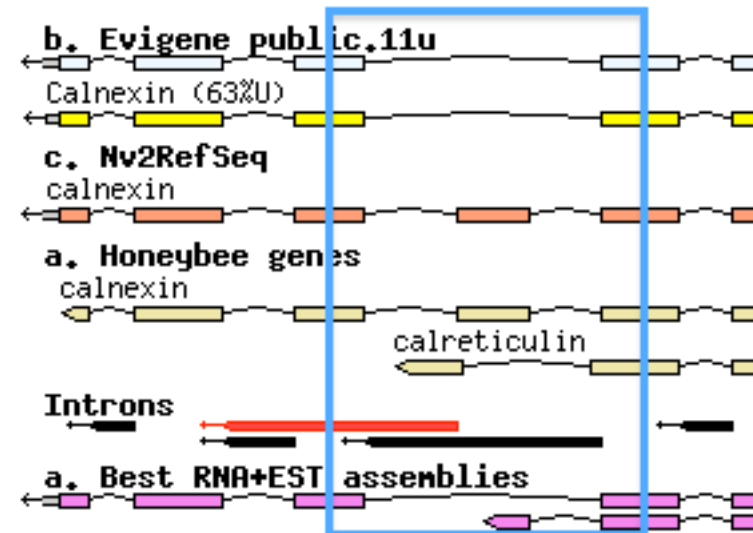 b. Evigene public.11u
Calnexin (63%U)
c. Nv2RefSeq
calnexin
a. Honeybee genes
calnexin
calreticulin
Introns
a. Best RNA+EST assemblies